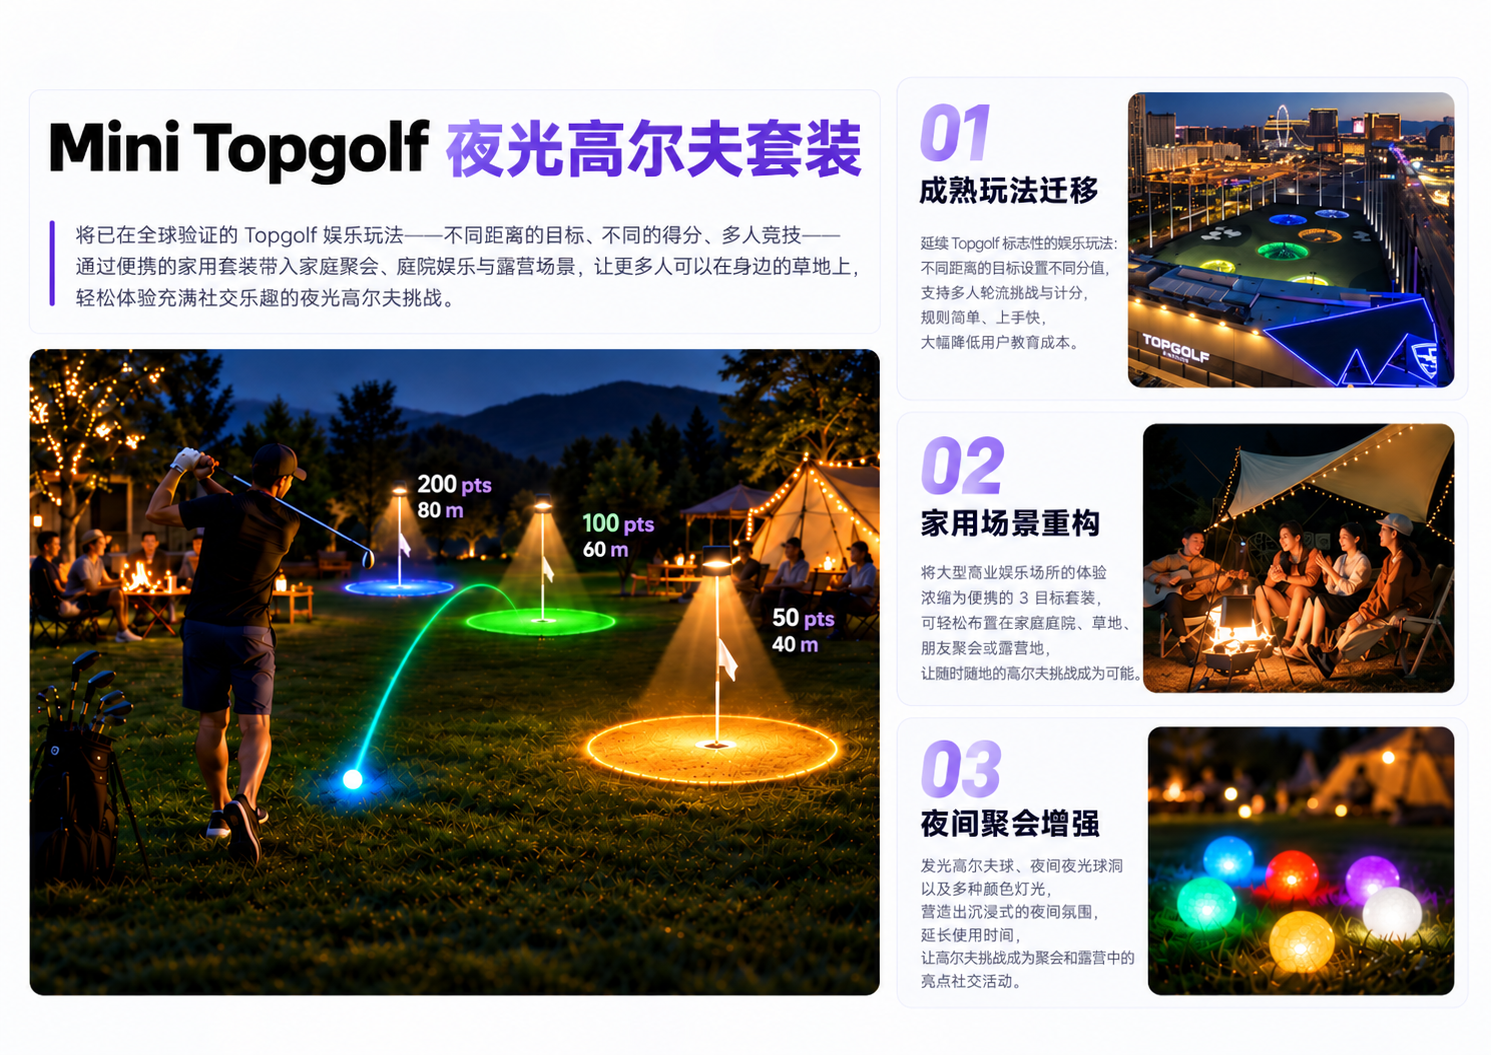 Mini Topgolf 夜光高尔夫套装
将已在全球验证的 Topgolf 娱乐玩法——不同距离的目标、不同的得分、多人竞技——
通过便携的家用套装带入家庭聚会、庭院娱乐与露营场景，让更多人可以在身边的草地上，
轻松体验充满社交乐趣的夜光高尔夫挑战。
200 pts
80 m
100 pts
60 m
50 pts
40 m
01
成熟玩法迁移
延续 Topgolf 标志性的娱乐玩法：
不同距离的目标设置不同分值，
支持多人轮流挑战与计分，
规则简单、上手快，
大幅降低用户教育成本。
TOPGOLF
02
家用场景重构
将大型商业娱乐场所的体验
浓缩为便携的 3 目标套装，
可轻松布置在家庭庭院、草地、
朋友聚会或露营地，
让随时随地的高尔夫挑战成为可能。
03
夜间聚会增强
发光高尔夫球、夜间夜光球洞
以及多种颜色灯光，
营造出沉浸式的夜间氛围，
延长使用时间，
让高尔夫挑战成为聚会和露营中的
亮点社交活动。